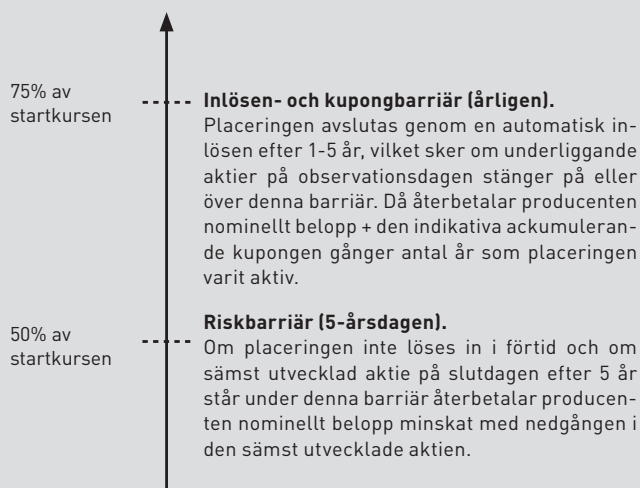 75% av
startkursen
Inlösen- och kupongbarriär (årligen).
Placeringen avslutas genom en automatisk in-
lösen efter 1-5 år, vilket sker om underliggande
aktier på observationsdagen stänger på eller
över denna barriär. Då återbetalar producenten
nominellt belopp + den indikativa ackumuleran-
de kupongen gånger antal år som placeringen
varit aktiv.
50% av
startkursen
Riskbarriär (5-årsdagen).
Om placeringen inte löses in i förtid och om
sämst utvecklad aktie på slutdagen efter 5 år
står under denna barriär återbetalar producen-
ten nominellt belopp minskat med nedgången i
den sämst utvecklade aktien.